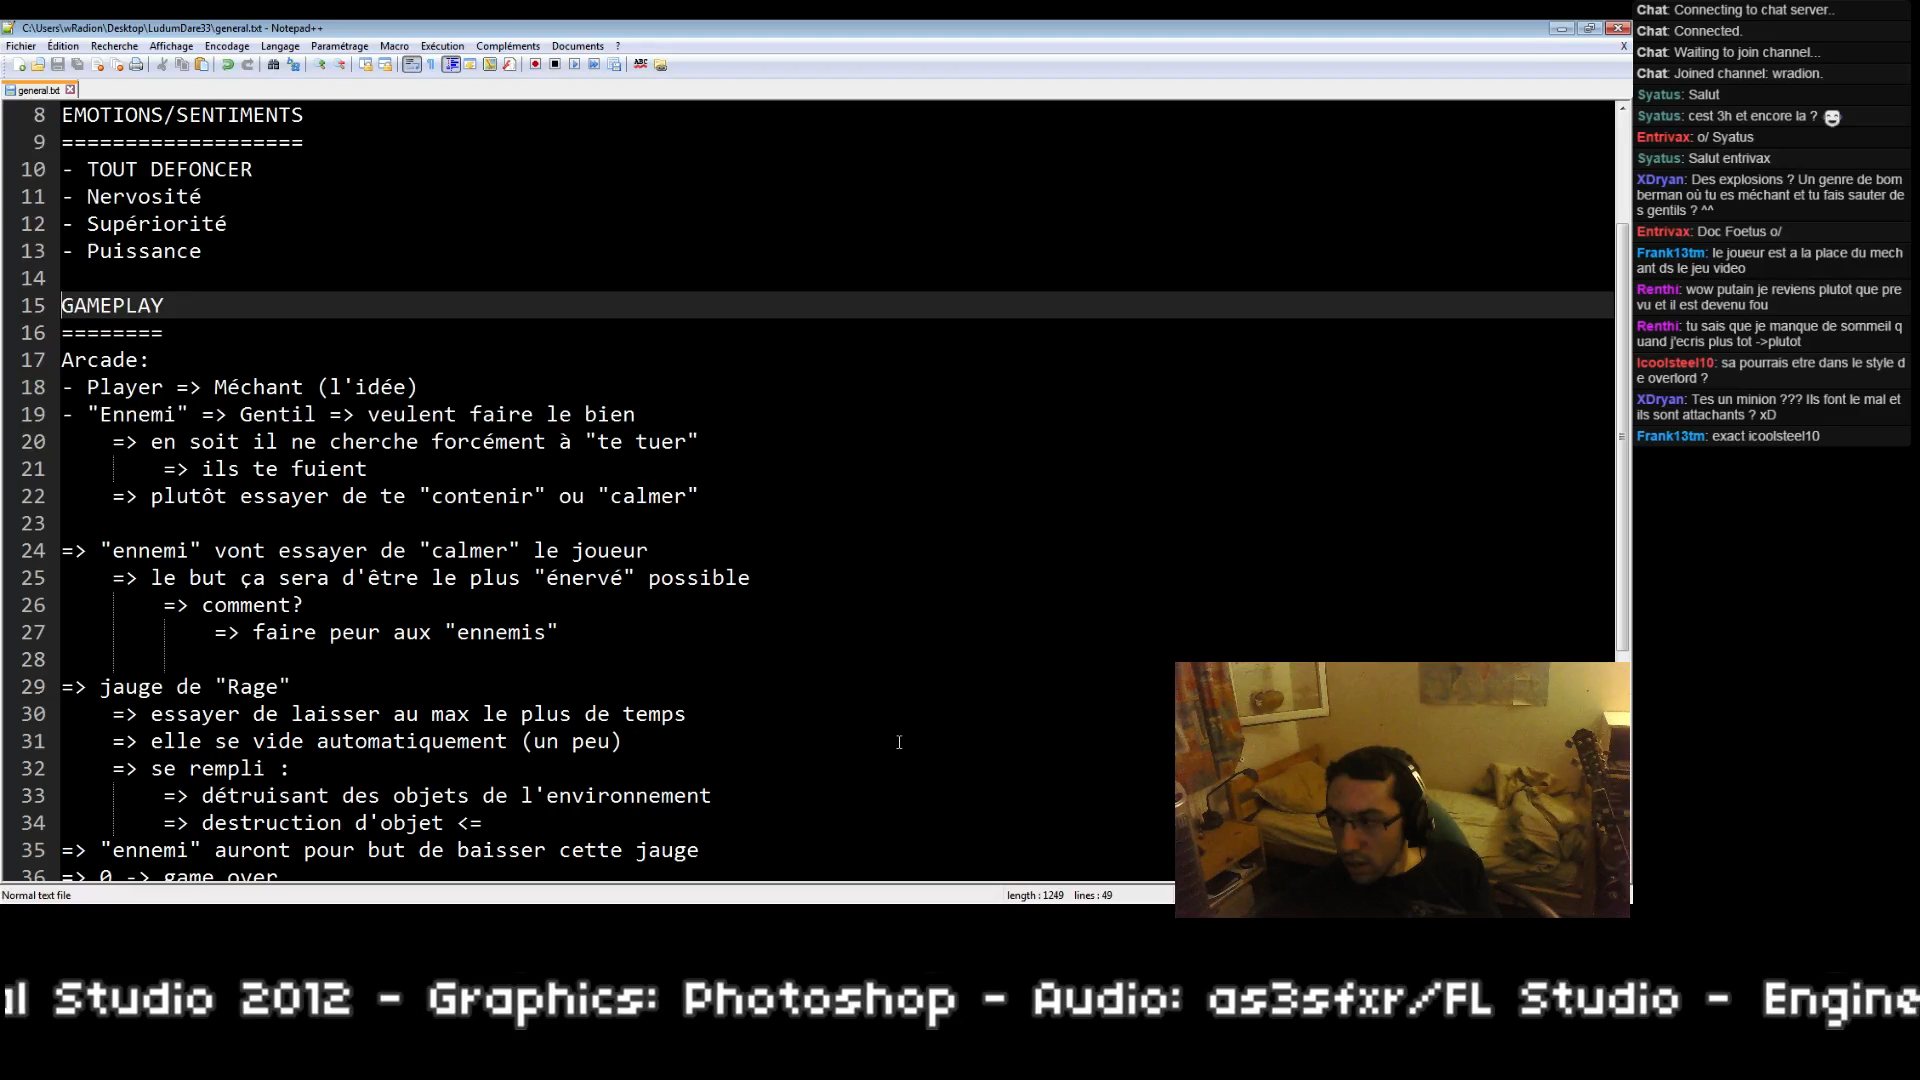 C:\Users\wRadion\Desktop\LudumDare33\general.txt - Notepad++
Fichier Édition Recherche Affichage Encodage Langage Paramétrage Macro Exécution Compléments Documents ? X
general.txt
8 EMOTIONS/SENTIMENTS
9 ===================
10 - TOUT DEFONCER
11 - Nervosité
12 - Supériorité
13 - Puissance
14
15 GAMEPLAY
16 ========
17 Arcade:
18 - Player => Méchant (l'idée)
19 - "Ennemi" => Gentil => veulent faire le bien
20 => en soit il ne cherche forcément à "te tuer"
21 => ils te fuient
22 => plutôt essayer de te "contenir" ou "calmer"
23
24 => "ennemi" vont essayer de "calmer" le joueur
25 => le but ça sera d'être le plus "énervé" possible
26 => comment?
27 => faire peur aux "ennemis"
28
29 => jauge de "Rage"
30 => essayer de laisser au max le plus de temps
31 => elle se vide automatiquement (un peu)
32 => se rempli :
33 => détruisant des objets de l'environnement
34 => destruction d'objet <=
35 => "ennemi" auront pour but de baisser cette jauge
36 => 0 -> game over
Normal text file length : 1249 lines : 49
Chat: Connecting to chat server..
Chat: Connected.
Chat: Waiting to join channel...
Chat: Joined channel: wradion.
Syatus: Salut
Syatus: cest 3h et encore la ?
Entrivax: o/ Syatus
Syatus: Salut entrivax
XDryan: Des explosions ? Un genre de bom
berman où tu es méchant et tu fais sauter de
s gentils ? ^^
Entrivax: Doc Foetus o/
Frank13tm: le joueur est a la place du mech
ant ds le jeu video
Renthi: wow putain je reviens plutot que pre
vu et il est devenu fou
Renthi: tu sais que je manque de sommeil q
uand j'ecris plus tot ->plutot
Icoolsteel10: sa pourrais etre dans le style d
e overlord ?
XDryan: Tes un minion ??? Ils font le mal et
ils sont attachants ? xD
Frank13tm: exact icoolsteel10
al Studio 2012 - Graphics: Photoshop - Audio: as3sfxr/FL Studio - Engine